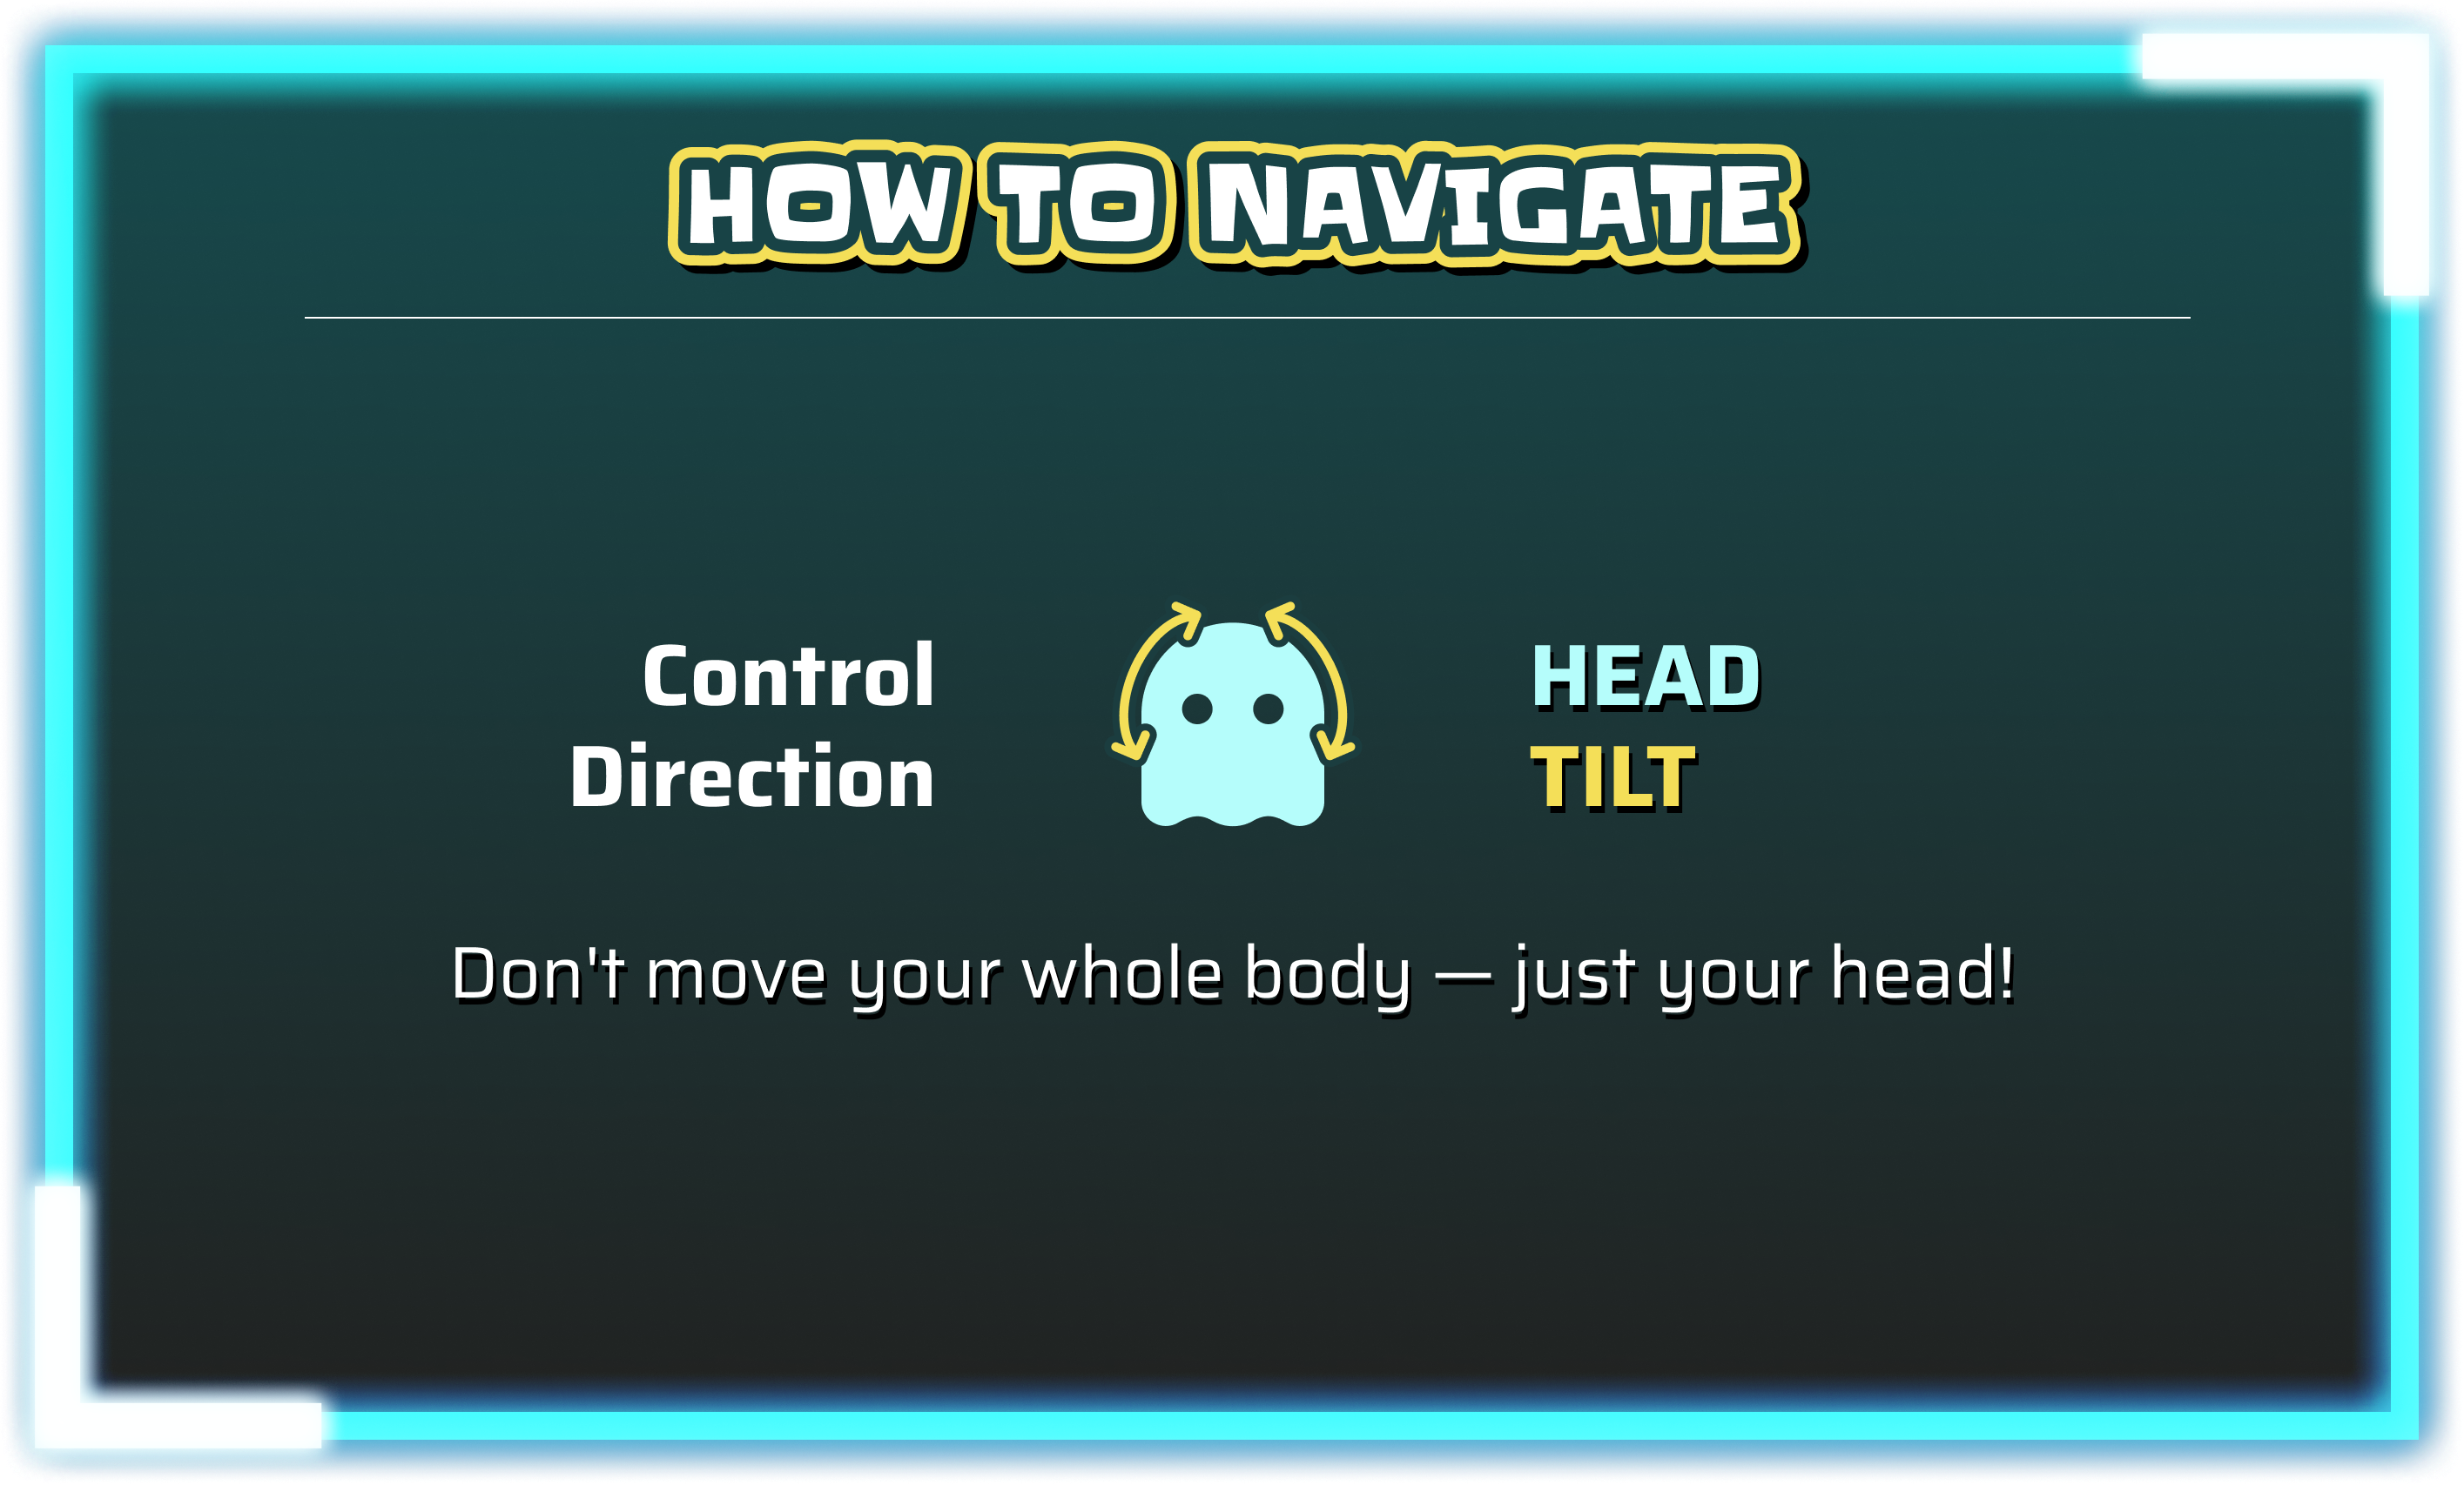 HOW TO NAVIGATE
Control
Direction
HEAD
TILT
Don't move your whole body — just your head!